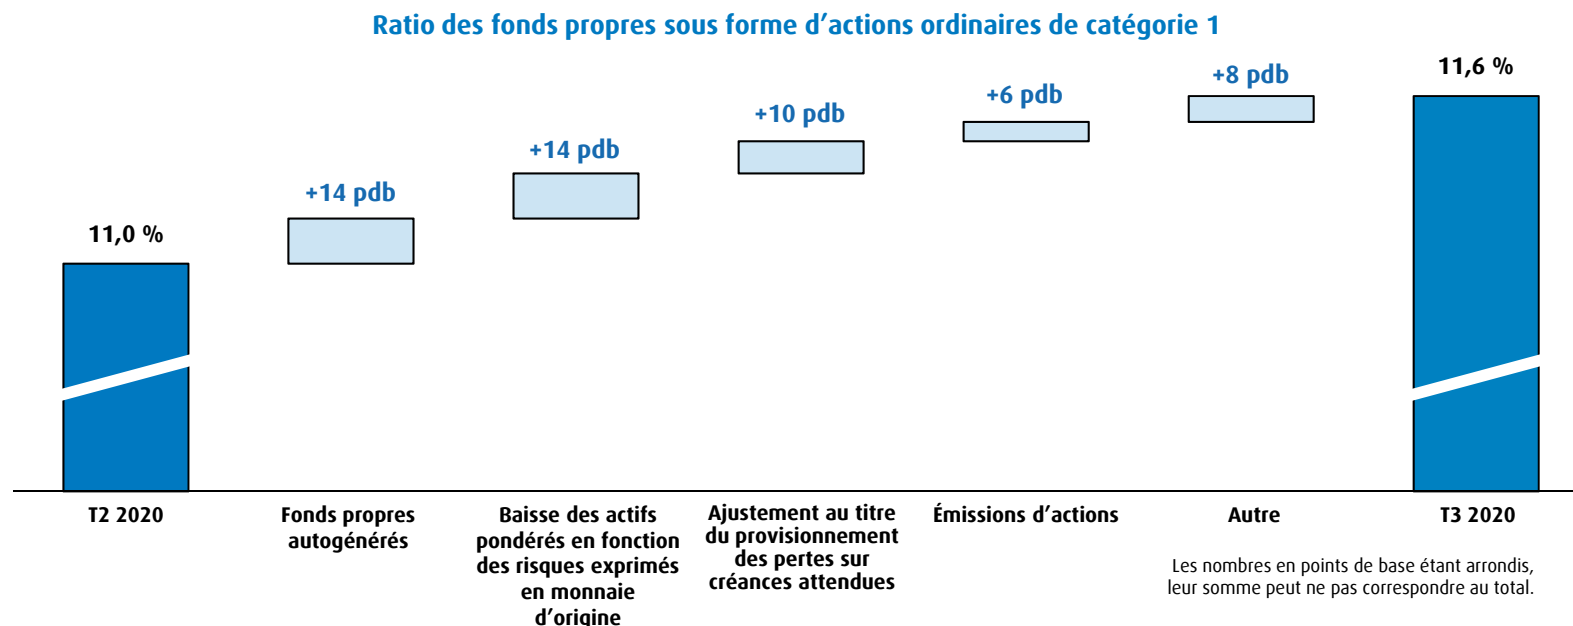 Ratio des fonds propres sous forme d’actions ordinaires de catégorie 1
11,0 %
+14 pdb
+14 pdb
+10 pdb
+6 pdb
+8 pdb
11,6 %
T2 2020
Fonds propres
autogénérés
Baisse des actifs
pondérés en fonction
des risques exprimés
en monnaie
d’origine
Ajustement au titre
du provisionnement
des pertes sur
créances attendues
Émissions d’actions
Autre
T3 2020
Les nombres en points de base étant arrondis,
leur somme peut ne pas correspondre au total.